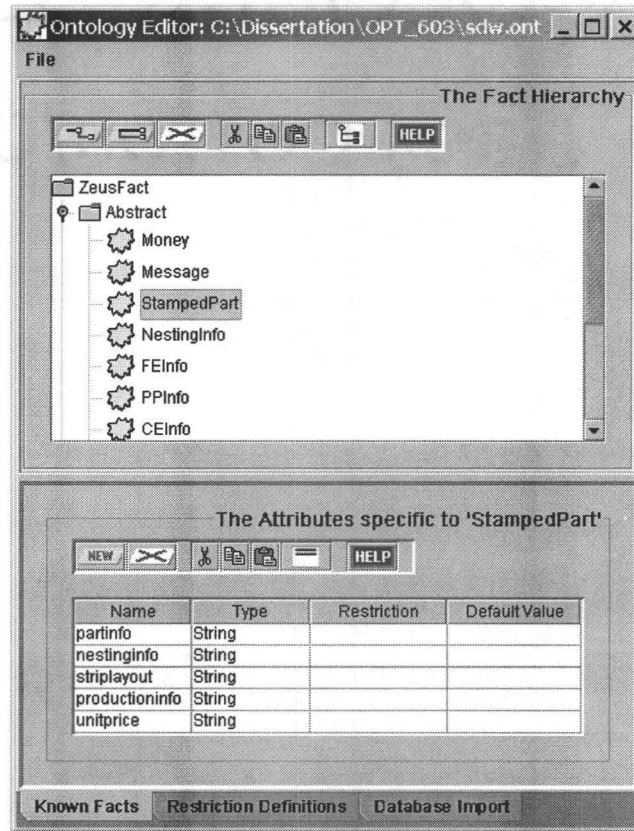 Ontology Editor: C:\Dissertation\OPT_603\sdw.ont
File
The Fact Hierarchy
HELP
ZeusFact
Abstract
Money
Message
StampedPart
NestingInfo
FEInfo
PPInfo
CEInfo
The Attributes specific to 'StampedPart'
NEW HELP
Name Type Restriction Default Value
partinfo String
nestinginfo String
striplayout String
productioninfo String
unitprice String
Known Facts Restriction Definitions Database Import